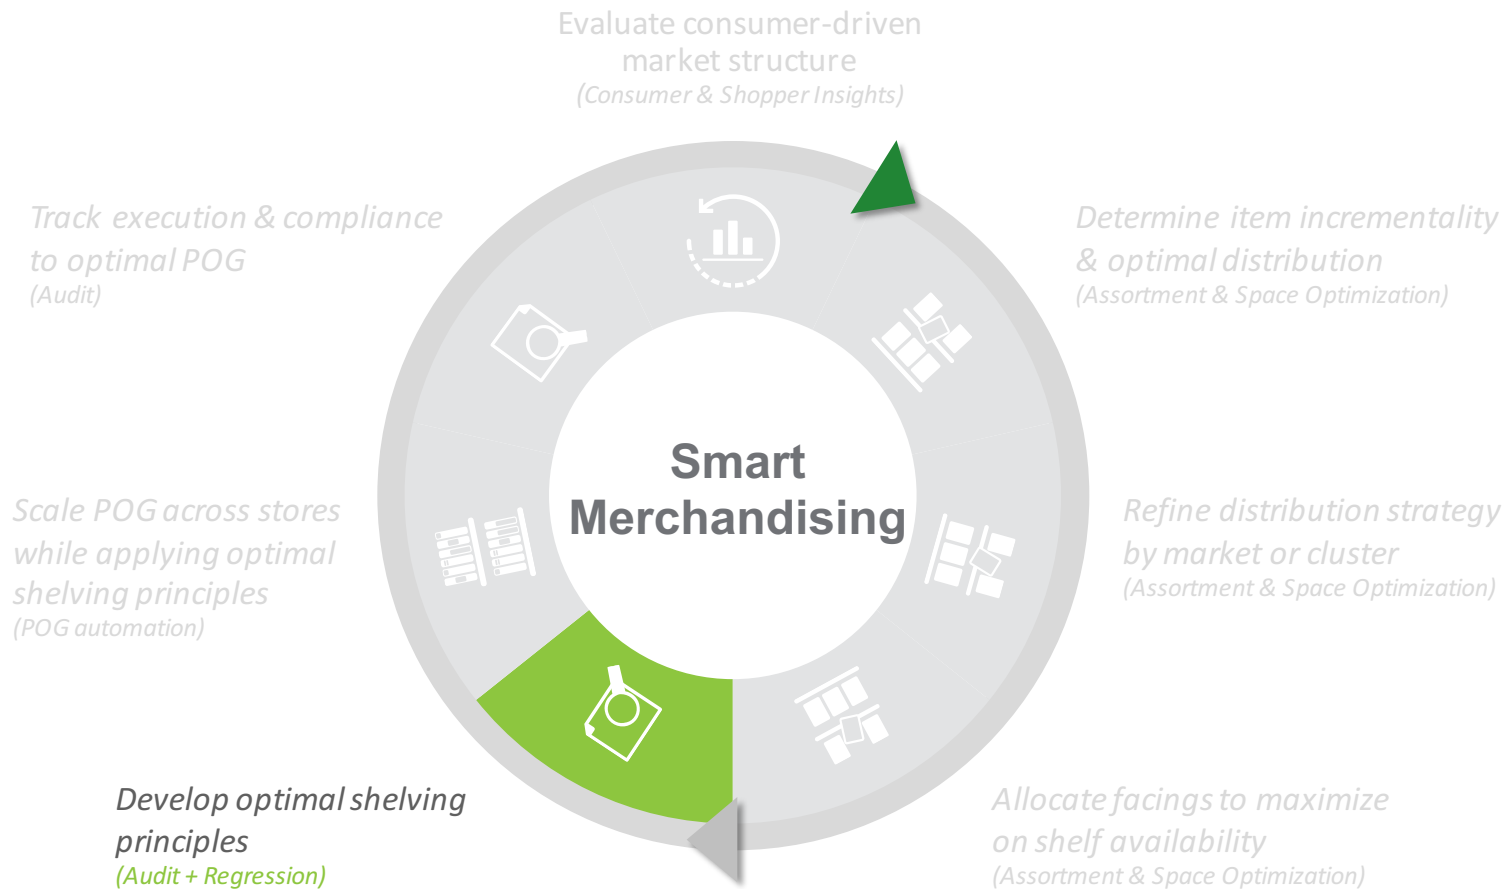 Evaluate consumer-driven
market structure
(Consumer & Shopper Insights)
Determine item incrementality
& optimal distribution
(Assortment & Space Optimization)
Refine distribution strategy
by market or cluster
(Assortment & Space Optimization)
Allocate facings to maximize
on shelf availability
(Assortment & Space Optimization)
Develop optimal shelving
principles
(Audit + Regression)
Scale POG across stores
while applying optimal
shelving principles
(POG automation)
Track execution & compliance
to optimal POG
(Audit)
Smart
Merchandising